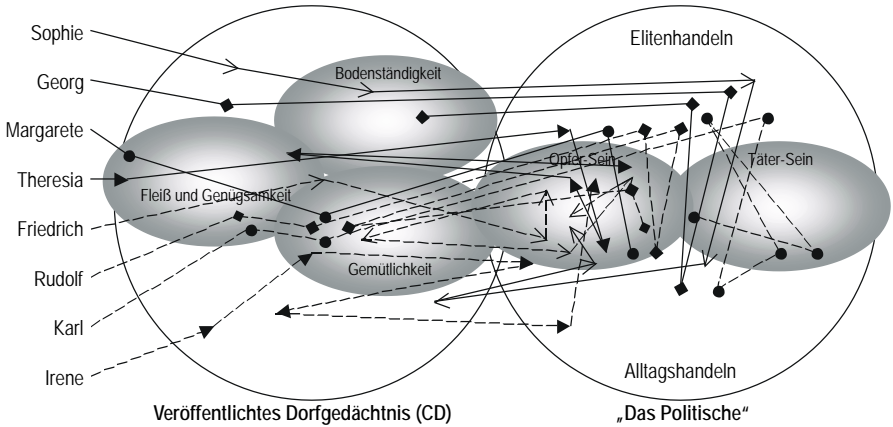 Sophie
Georg
Margarete
Theresia
Friedrich
Rudolf
Karl
Irene
Bodenständigkeit
Fleiß und Genügsamkeit
Gemütlichkeit
Elitenhandeln
Opfer-Sein
Täter-Sein
Alltagshandeln
Veröffentlichtes Dorfgedächtnis (CD)
„Das Politische“